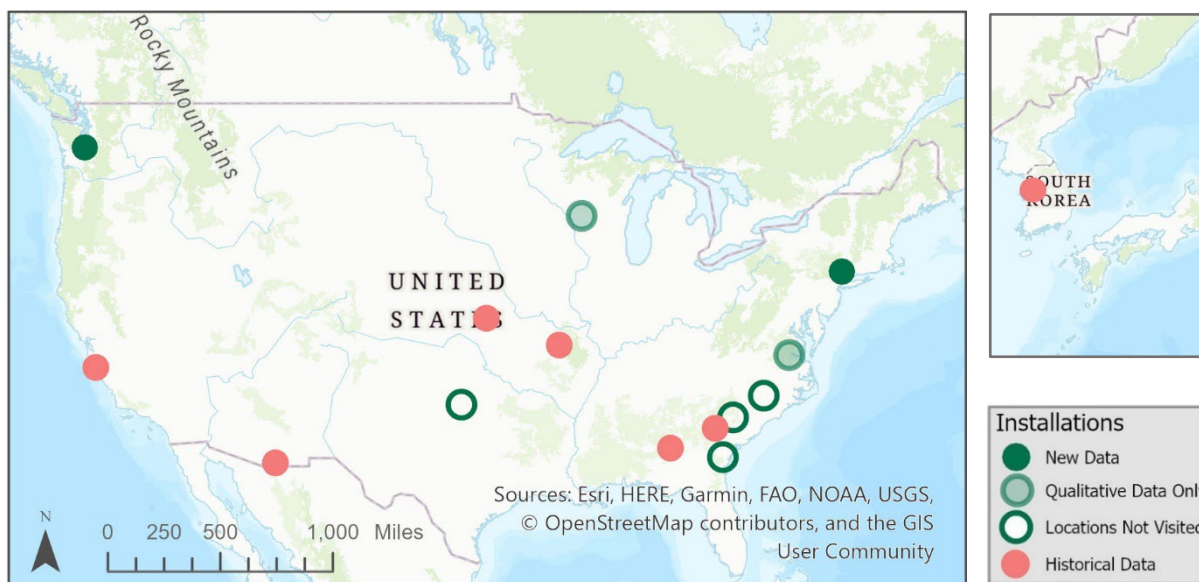 Rocky Mountains
UNITED
STATES
Sources: Esri, HERE, Garmin, FAO, NOAA, USGS,
© OpenStreetMap contributors, and the GIS
User Community
N
0 250 500 1,000 Miles
SOUTH
KOREA
Installations
New Data
Qualitative Data Only
Locations Not Visited
Historical Data